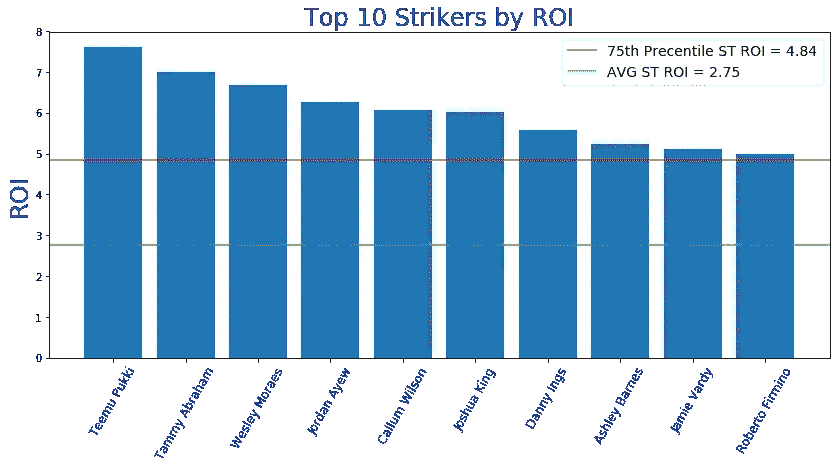 Top 10 Strikers by ROI
75th Precentile ST ROI = 4.84
AVG ST ROI = 2.75
ROI
8
7
6
5
4
3
2
1
0
Teemu Pukki
Tammy Abraham
Wesley Moraes
Jordan Ayew
Callum Wilson
Joshua King
Danny Ings
Ashley Barnes
Jamie Vardy
Roberto Firmino